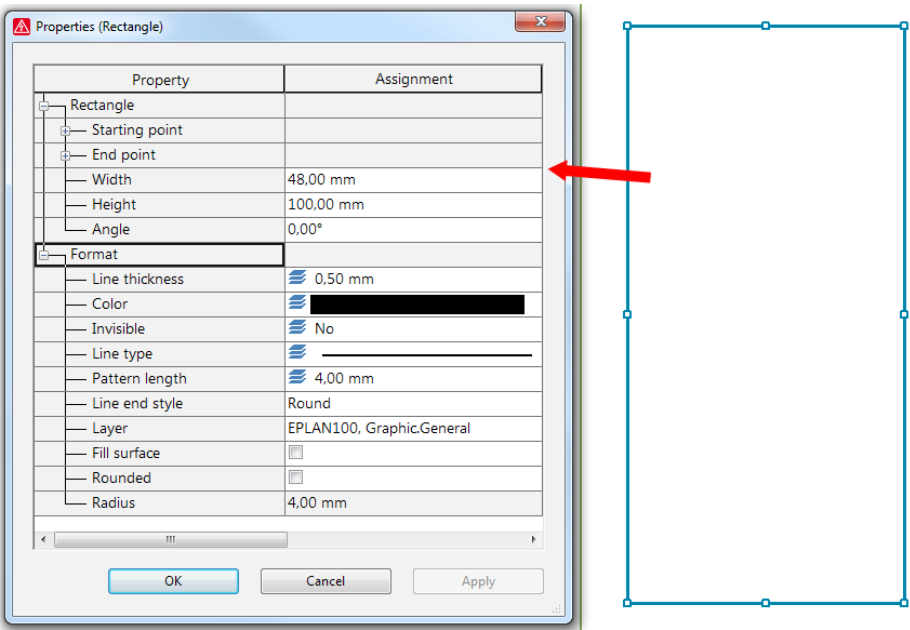 Properties (Rectangle)
Property Assignment
Rectangle
Starting point
End point
Width 48,00 mm
Height 100,00 mm
Angle 0,00°
Format
Line thickness 0,50 mm
Color
Invisible No
Line type
Pattern length 4,00 mm
Line end style Round
Layer EPLAN100, Graphic.General
Fill surface
Rounded
Radius 4,00 mm
OK Cancel Apply